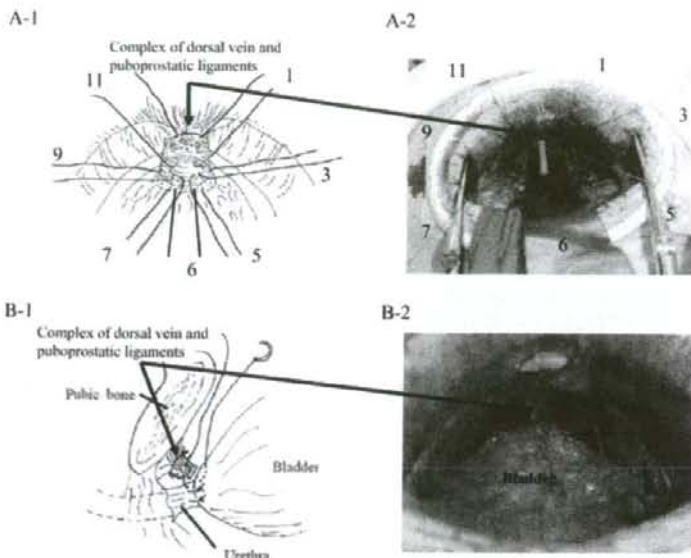 A-1
Complex of dorsal vein and
puboprostatic ligaments
11
1
9
3
7
6
5
A-2
11
1
3
9
5
7
6
B-1
Complex of dorsal vein and
puboprostatic ligaments
Pubic bone
Bladder
Urethra
B-2
Bladder